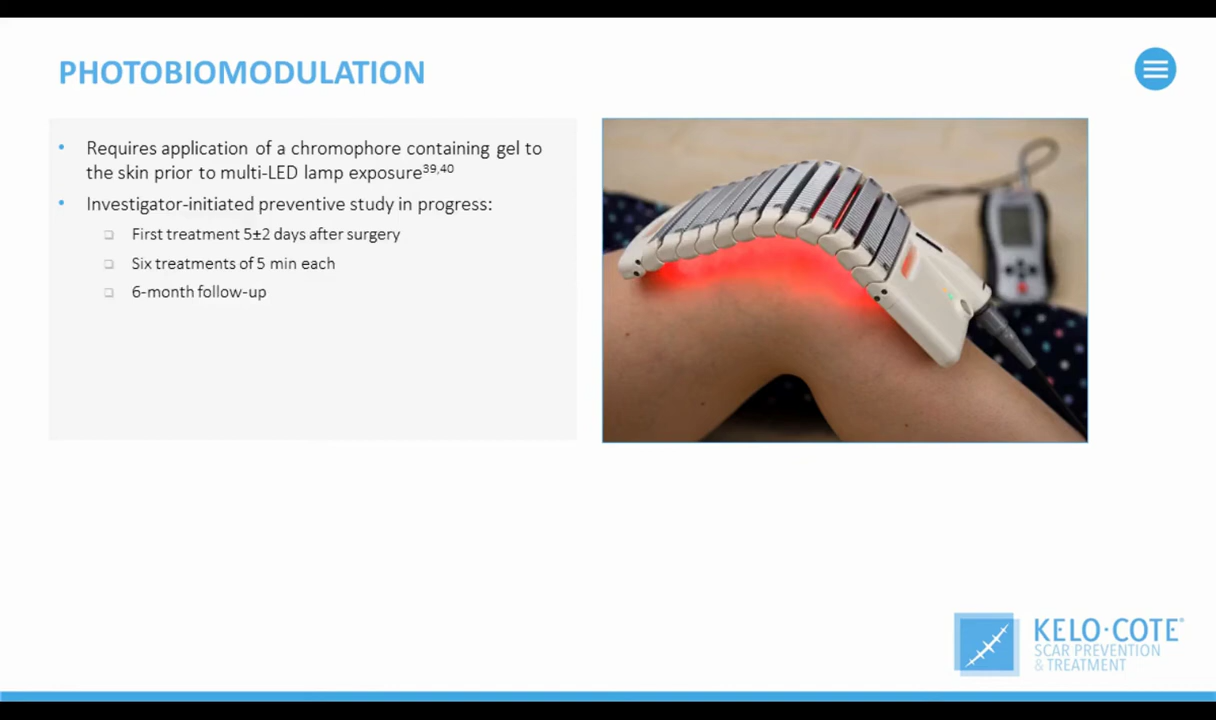 PHOTOBIOMODULATION
• Requires application of a chromophore containing gel to
the skin prior to multi-LED lamp exposure39,40
• Investigator-initiated preventive study in progress:
❑ First treatment 5±2 days after surgery
❑ Six treatments of 5 min each
❑ 6-month follow-up
KELO·COTE®
SCAR PREVENTION
& TREATMENT